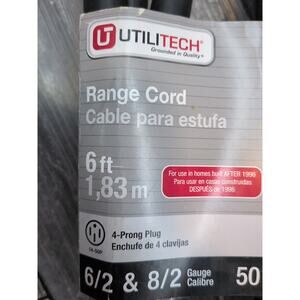 UTILITECH®
Grounded in Quality®
Range Cord
Cable para estufa
6 ft
1,83 m
For use in homes built AFTER 1996
Para usar en casas construidas
DESPUÉS de 1996
14-50P
4-Prong Plug
Enchufe de 4 clavijas
6/2 & 8/2 Gauge
Calibre
50